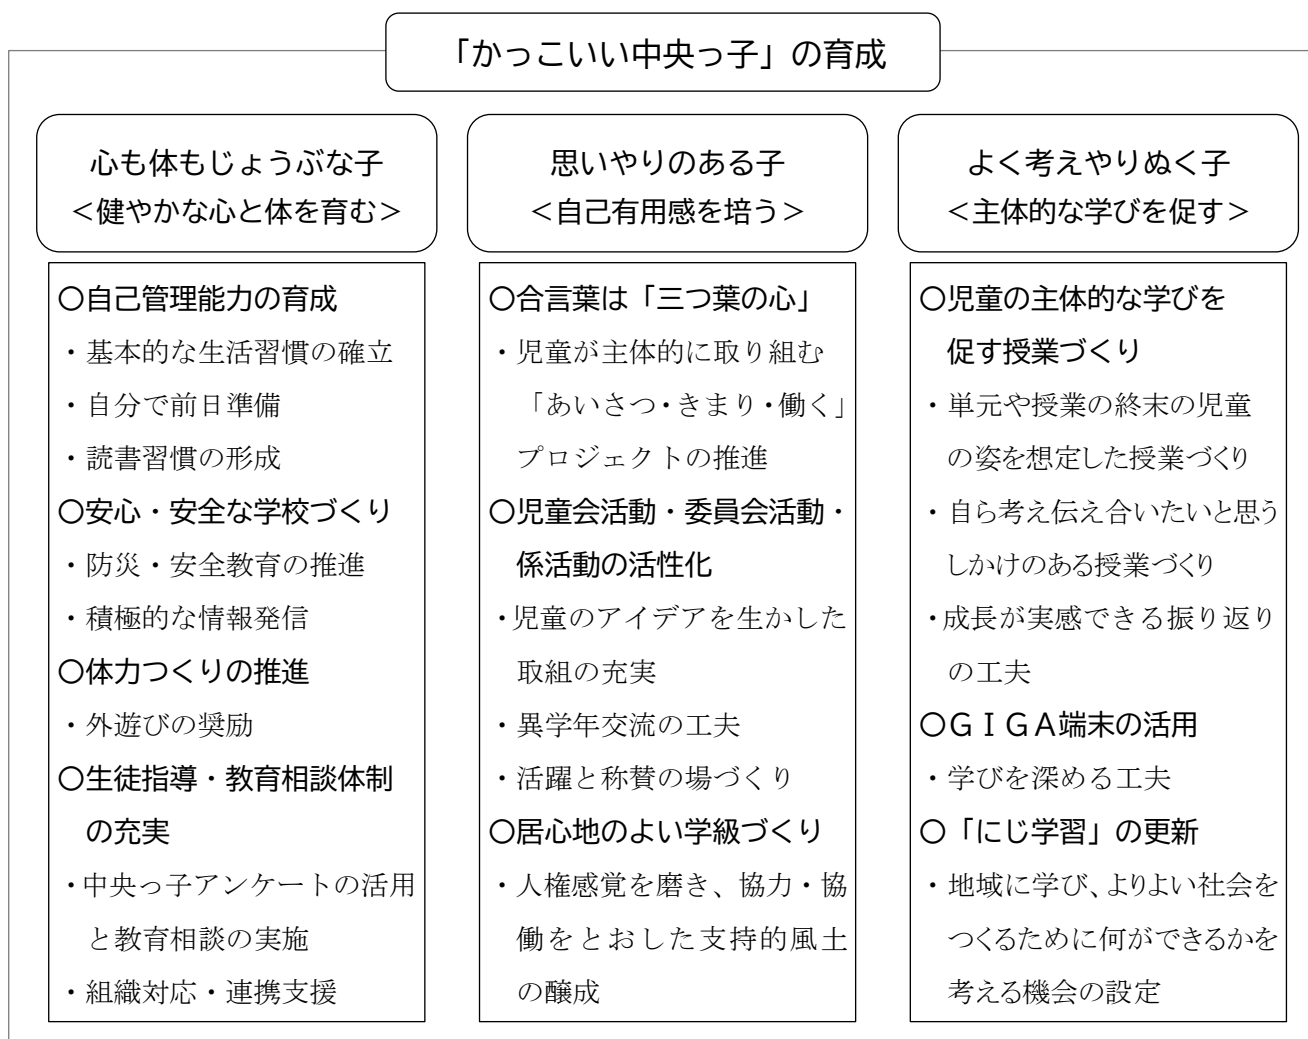 「かっこいい中央っ子」の育成
心も体もじょうぶな子
＜健やかな心と体を育む＞
〇自己管理能力の育成
・基本的な生活習慣の確立
・自分で前日準備
・読書習慣の形成
〇安心・安全な学校づくり
・防災・安全教育の推進
・積極的な情報発信
〇体力つくりの推進
・外遊びの奨励
〇生徒指導・教育相談体制
の充実
・中央っ子アンケートの活用
と教育相談の実施
・組織対応・連携支援
思いやりのある子
＜自己有用感を培う＞
〇合言葉は「三つ葉の心」
・児童が主体的に取り組む
「あいさつ・きまり・働く」
プロジェクトの推進
〇児童会活動・委員会活動・
係活動の活性化
・児童のアイデアを生かした
取組の充実
・異学年交流の工夫
・活躍と称賛の場づくり
〇居心地のよい学級づくり
・人権感覚を磨き、協力・協
働をとおした支持的風土
の醸成
よく考えやりぬく子
＜主体的な学びを促す＞
〇児童の主体的な学びを
促す授業づくり
・単元や授業の終末の児童
の姿を想定した授業づくり
・自ら考え伝え合いたいと思う
しかけのある授業づくり
・成長が実感できる振り返り
の工夫
〇ＧＩＧＡ端末の活用
・学びを深める工夫
〇「にじ学習」の更新
・地域に学び、よりよい社会を
つくるために何ができるかを
考える機会の設定